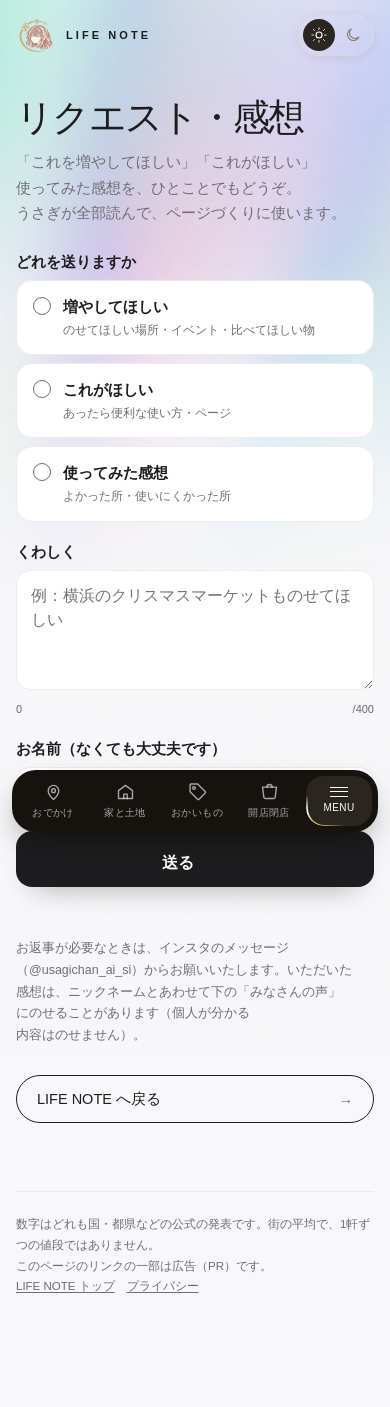 LIFE NOTE
リクエスト・感想
「これを増やしてほしい」「これがほしい」
使ってみた感想を、ひとことでもどうぞ。
うさぎが全部読んで、ページづくりに使います。
どれを送りますか
増やしてほしい
のせてほしい場所・イベント・比べてほしい物
これがほしい
あったら便利な使い方・ページ
使ってみた感想
よかった所・使いにくかった所
くわしく
例：横浜のクリスマスマーケットものせてほ
しい
0 /400
お名前（なくても大丈夫です）
おでかけ 家と土地 おかいもの 開店閉店 MENU
送る
お返事が必要なときは、インスタのメッセージ
（@usagichan_ai_si）からお願いいたします。いただいた
感想は、ニックネームとあわせて下の「みなさんの声」
にのせることがあります（個人が分かる
内容はのせません）。
LIFE NOTE へ戻る →
数字はどれも国・都県などの公式の発表です。街の平均で、1軒ず
つの値段ではありません。
このページのリンクの一部は広告（PR）です。
LIFE NOTE トップ プライバシー